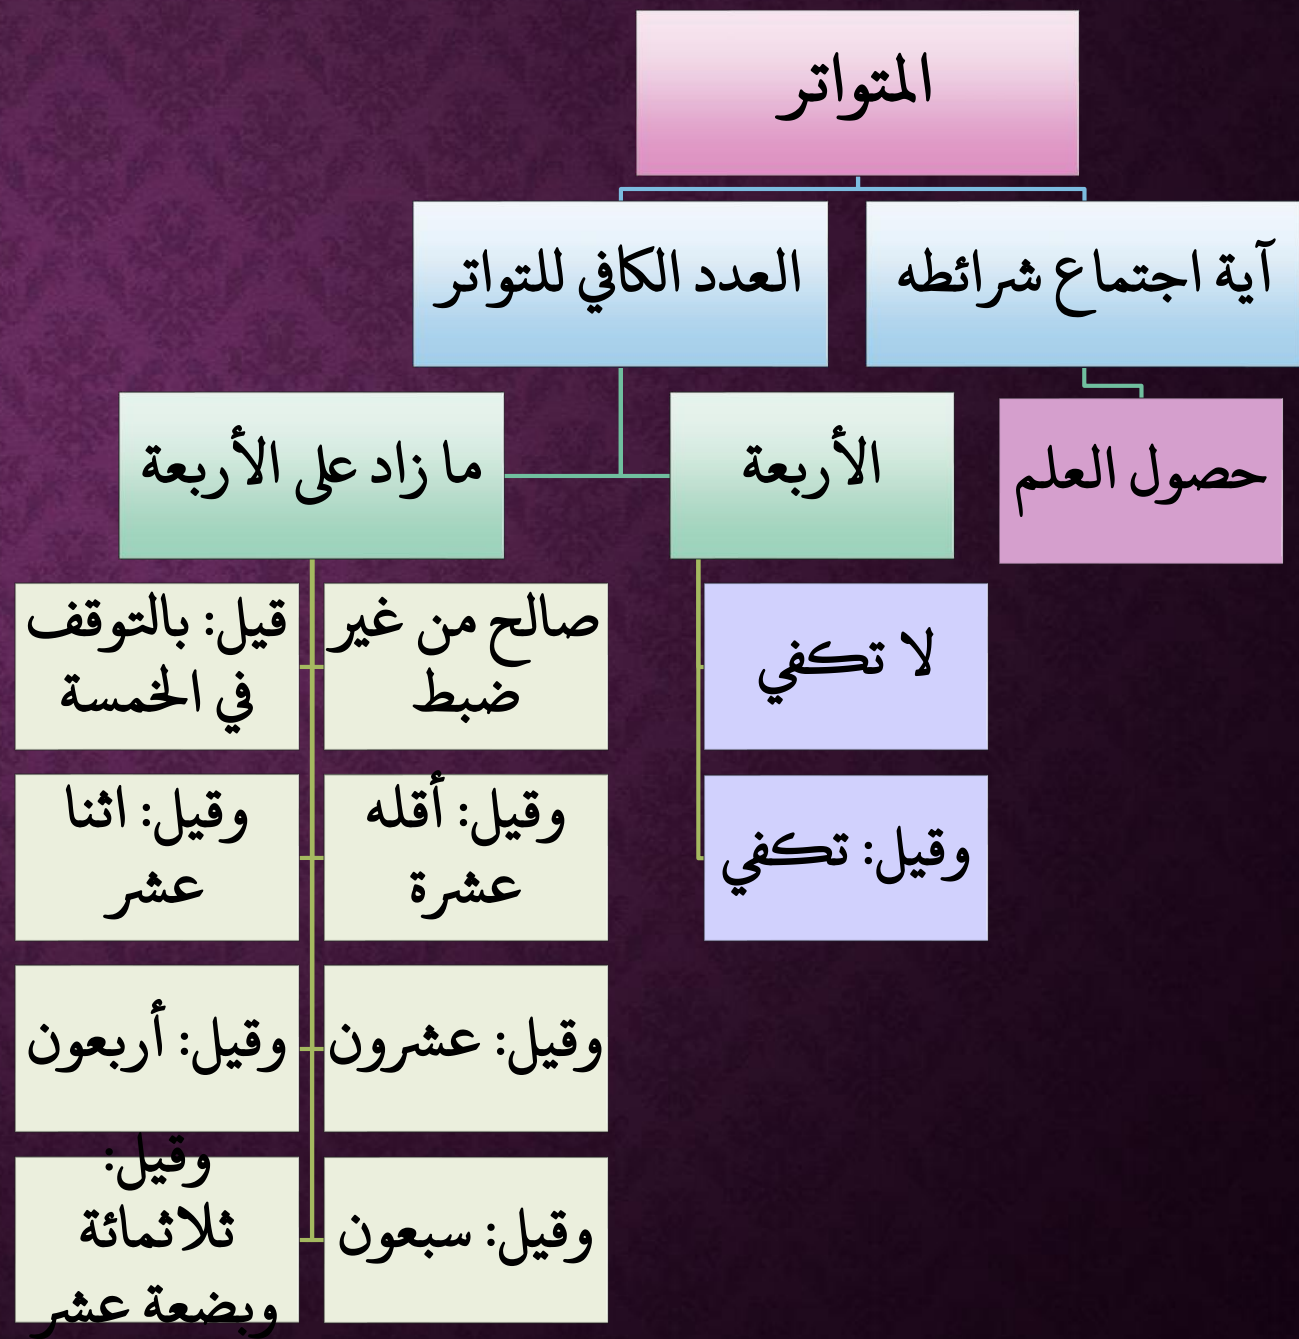 المتواتر
آية اجتماع شرائطه
العدد الكافي للتواتر
حصول العلم
الأربعة
ما زاد على الأربعة
لا تكفي
وقيل: تكفي
صالح من غير
ضبط
قيل: بالتوقف
في الخمسة
وقيل: أقله
عشرة
وقيل: اثنا
عشر
وقيل: عشرون
وقيل: أربعون
وقيل: سبعون
وقيل:
ثلاثمائة
وبضعة عشر